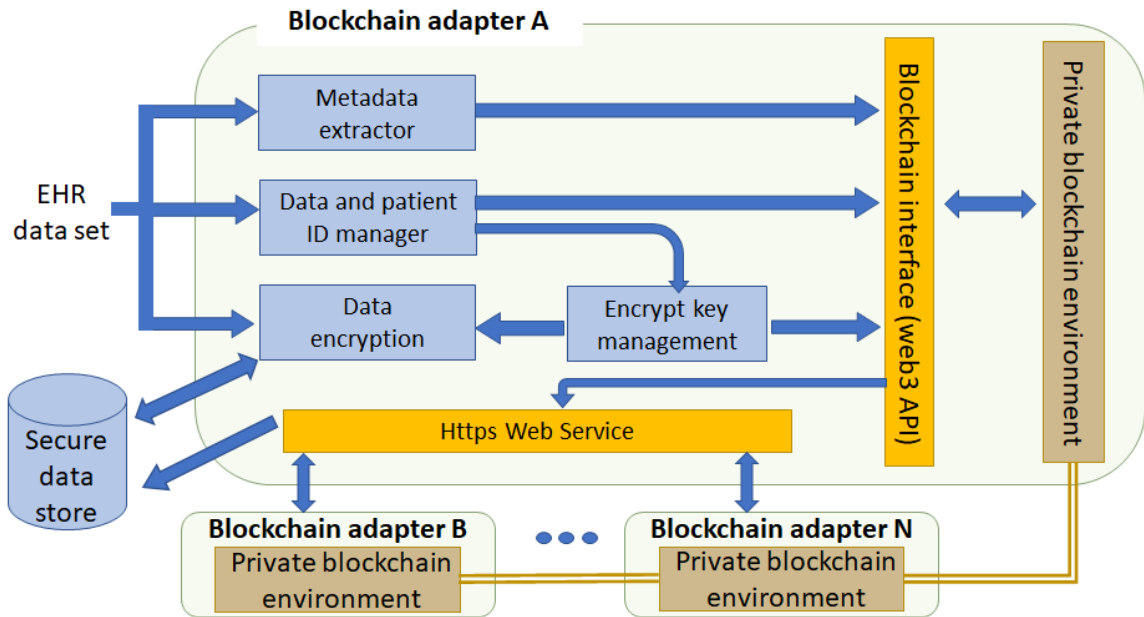 Blockchain adapter A
Metadata
extractor
EHR
data set
Data and patient
ID manager
Data
encryption
Encrypt key
management
Blockchain interface (web3 API)
Private blockchain environment
Secure
data
store
Https Web Service
Blockchain adapter B
Private blockchain
environment
Blockchain adapter N
Private blockchain
environment